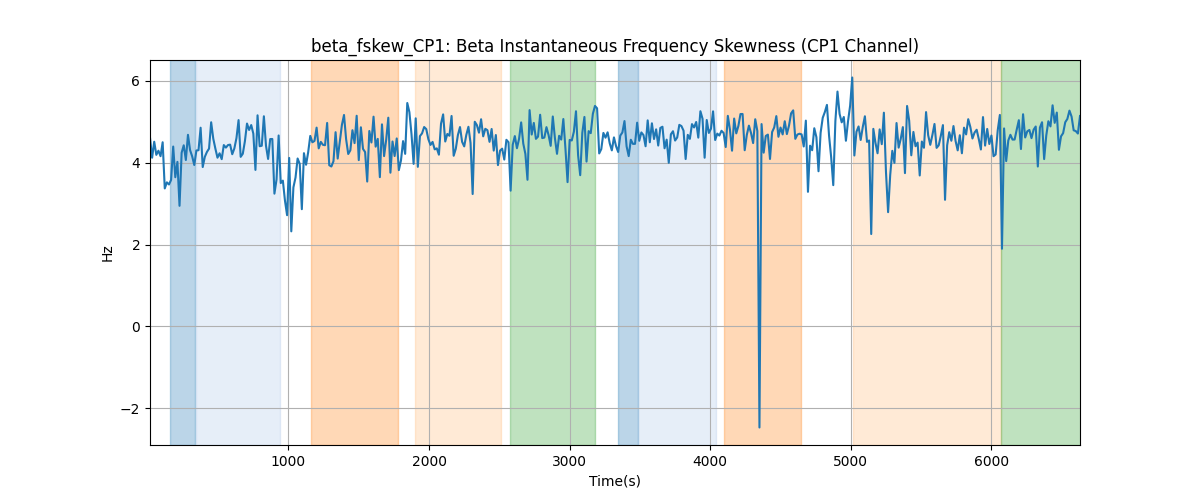 beta_fskew_CP1: Beta Instantaneous Frequency Skewness (CP1 Channel)
6
4
2
0
−2
Hz
1000 2000 3000 4000 5000 6000
Time(s)